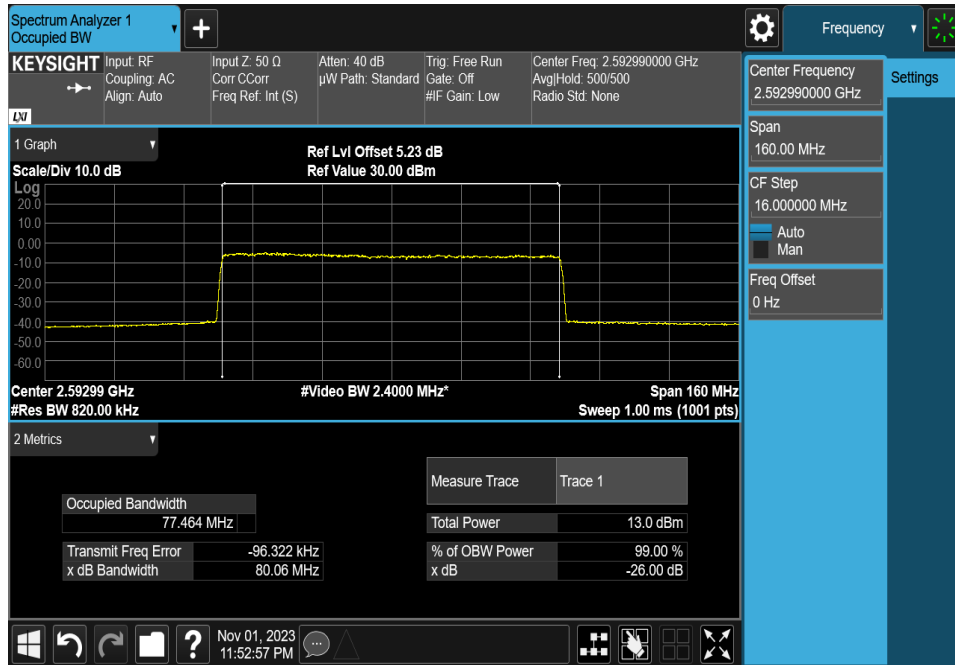 Spectrum Analyzer 1
Occupied BW
+
Frequency
KEYSIGHT
Input: RF
Coupling: AC
Align: Auto
Input Z: 50 Ω
Corr CCorr
Freq Ref: Int (S)
Atten: 40 dB
µW Path: Standard
Trig: Free Run
Gate: Off
#IF Gain: Low
Center Freq: 2.592990000 GHz
Avg|Hold: 500/500
Radio Std: None
LXI
Center Frequency
2.592990000 GHz
Settings
Span
160.00 MHz
CF Step
16.000000 MHz
Auto
Man
Freq Offset
0 Hz
1 Graph
Scale/Div 10.0 dB
Ref Lvl Offset 5.23 dB
Ref Value 30.00 dBm
Log
20.0
10.0
0.00
-10.0
-20.0
-30.0
-40.0
-50.0
-60.0
Center 2.59299 GHz
#Video BW 2.4000 MHz*
Span 160 MHz
#Res BW 820.00 kHz
Sweep 1.00 ms (1001 pts)
2 Metrics
Measure Trace
Trace 1
Occupied Bandwidth
77.464 MHz
Total Power
13.0 dBm
Transmit Freq Error
-96.322 kHz
% of OBW Power
99.00 %
x dB Bandwidth
80.06 MHz
x dB
-26.00 dB
?
Nov 01, 2023
11:52:57 PM